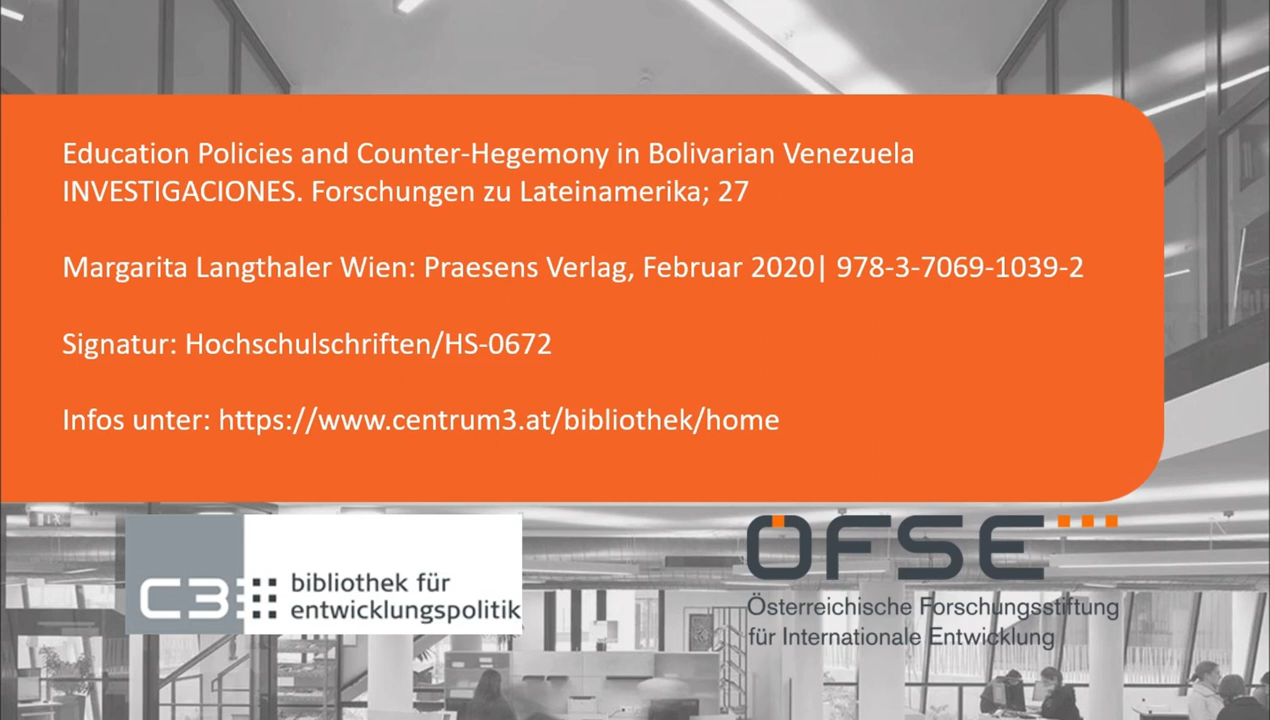 Education Policies and Counter-Hegemony in Bolivarian Venezuela
INVESTIGACIONES. Forschungen zu Lateinamerika; 27
Margarita Langthaler Wien: Praesens Verlag, Februar 2020| 978-3-7069-1039-2
Signatur: Hochschulschriften/HS-0672
Infos unter: https://www.centrum3.at/bibliothek/home
C3 bibliothek für
entwicklungspolitik
ÖFSE
Österreichische Forschungsstiftung
für Internationale Entwicklung